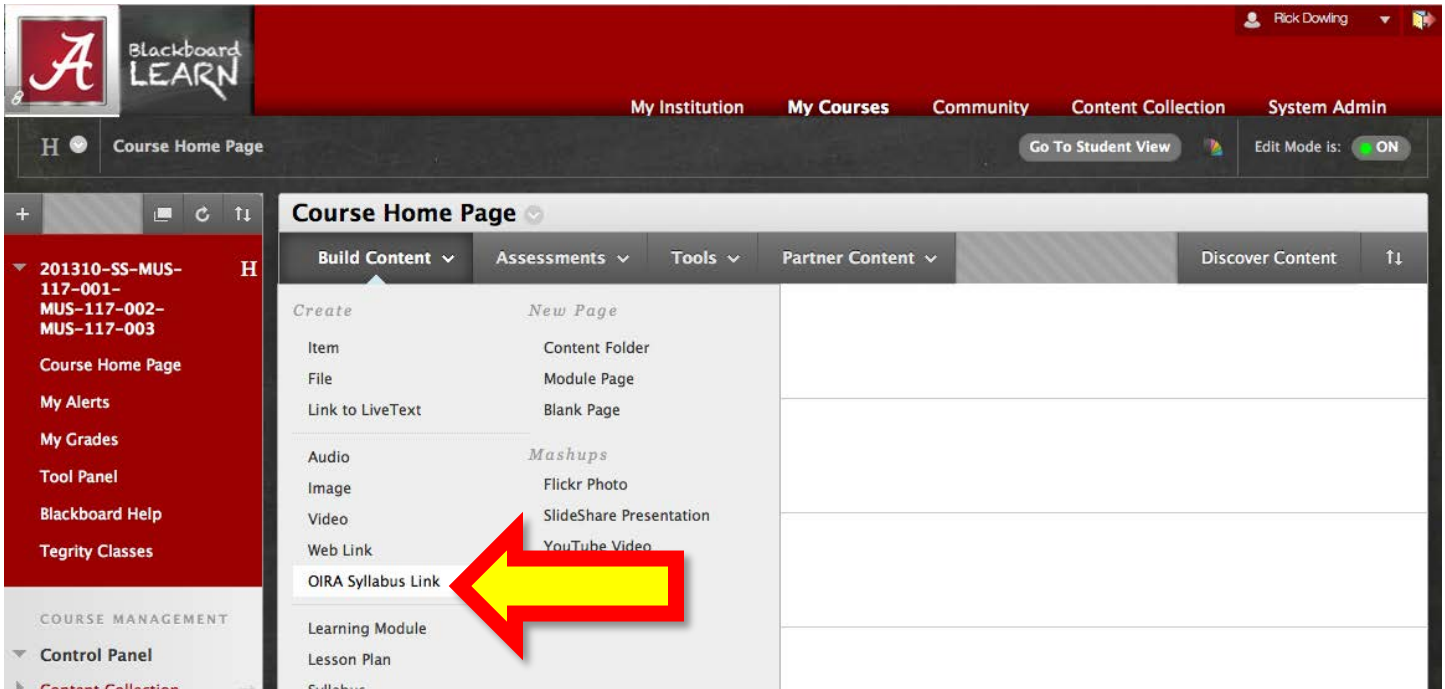 A
Blackboard
LEARN
Rick Dowling
My Institution My Courses Community Content Collection System Admin
H Course Home Page
Go To Student View
Edit Mode is: ON
201310-SS-MUS-
117-001-
MUS-117-002-
MUS-117-003
H
Course Home Page
My Alerts
My Grades
Tool Panel
Blackboard Help
Tegrity Classes
COURSE MANAGEMENT
Control Panel
Content Collection
Course Home Page
Build Content Assessments Tools Partner Content Discover Content
Create
Item
File
Link to LiveText
Audio
Image
Video
Web Link
OIRA Syllabus Link
Learning Module
Lesson Plan
Syllabus
New Page
Content Folder
Module Page
Blank Page
Mashups
Flickr Photo
SlideShare Presentation
YouTube Video